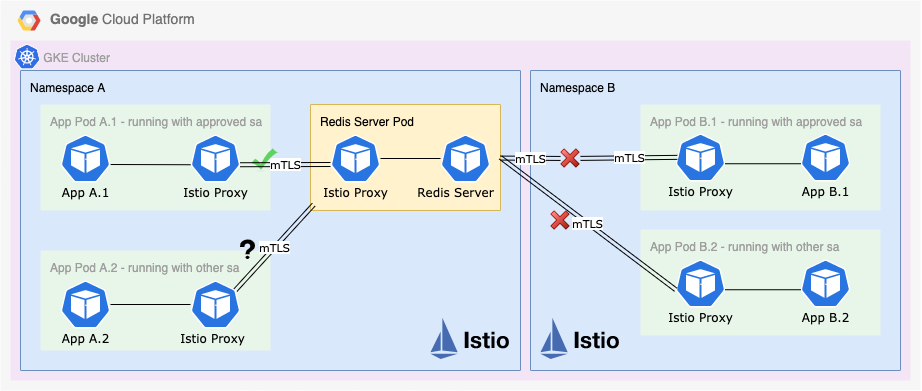 Google Cloud Platform
GKE Cluster
Namespace A
App Pod A.1 - running with approved sa
App A.1
Istio Proxy
mTLS
Redis Server Pod
Istio Proxy
Redis Server
?
mTLS
App Pod A.2 - running with other sa
App A.2
Istio Proxy
Istio
Namespace B
mTLS
mTLS
App Pod B.1 - running with approved sa
Istio Proxy
App B.1
mTLS
App Pod B.2 - running with other sa
Istio Proxy
App B.2
Istio